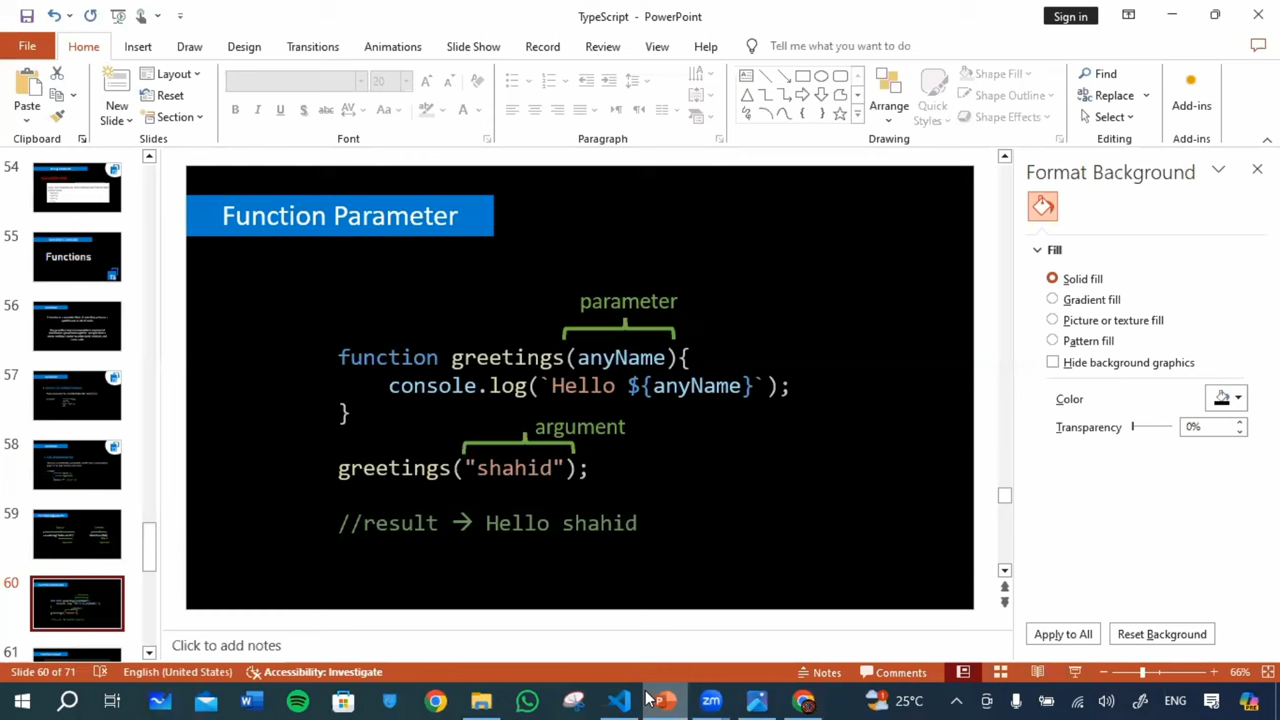 TypeScript - PowerPoint
Sign in
File Home Insert Draw Design Transitions Animations Slide Show Record Review View Help Tell me what you want to do
Paste
Clipboard
New Slide
Layout
Reset
Section
Slides
20
Font
Paragraph
Arrange
Quick Styles
Shape Fill
Shape Outline
Shape Effects
Drawing
Find
Replace
Select
Editing
Add-ins
Add-ins
54
55
Functions
56
57
58
59
60
61
Function Parameter
parameter
function greetings(anyName){
${anyName
}
argument
greetings("shahid");
//result → Hello shahid
Click to add notes
Format Background
Fill
Solid fill
Gradient fill
Picture or texture fill
Pattern fill
Hide background graphics
Color
Transparency
0%
Apply to All
Reset Background
Slide 60 of 71
English (United States)
Accessibility: Investigate
Notes
Comments
66%
25°C
ENG